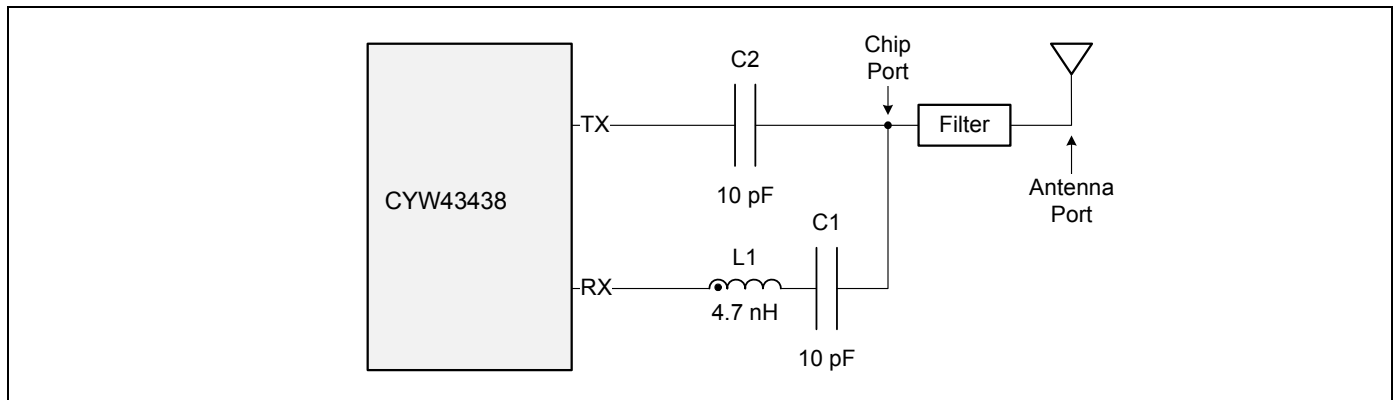 Chip
Port
C2
TX
Filter
10 pF
Antenna
Port
CYW43438
C1
L1
RX
4.7 nH
10 pF